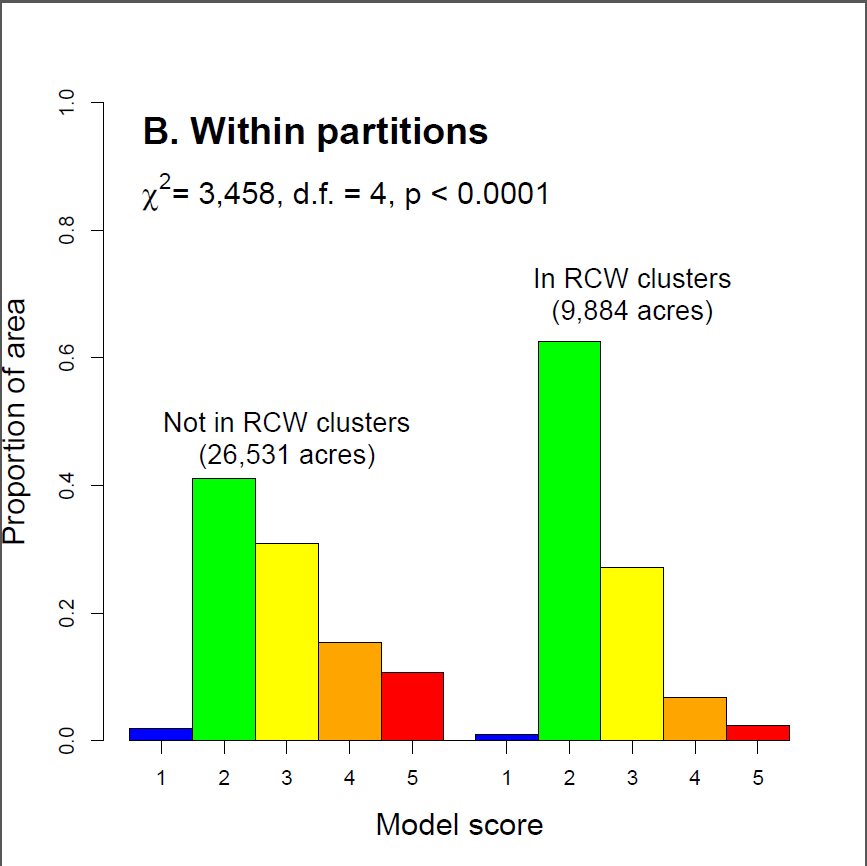 B. Within partitions
χ2= 3,458, d.f. = 4, p < 0.0001
In RCW clusters
(9,884 acres)
Not in RCW clusters
(26,531 acres)
Proportion of area
1.0
0.8
0.6
0.4
0.2
0.0
1 2 3 4 5 1 2 3 4 5
Model score